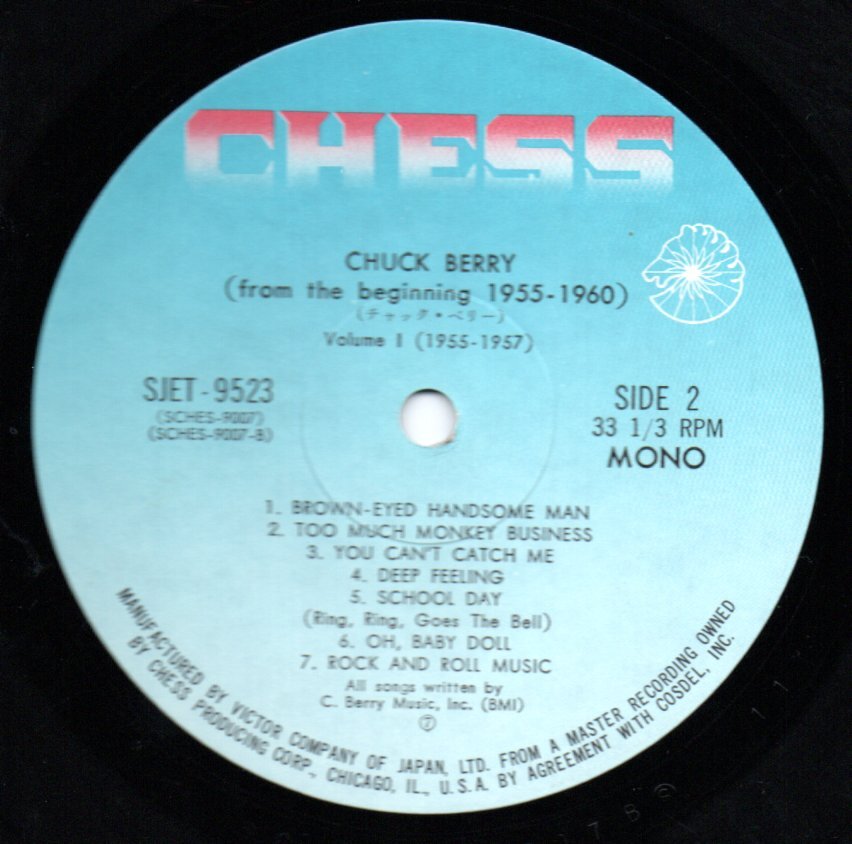 CHESS
CHUCK BERRY
(from the beginning 1955-1960)
(チャック・ベリー)
Volume I (1955-1957)
SJET-9523
(SCHES-9007)
(SCHES-9007-B)
SIDE 2
33 1/3 RPM
MONO
1. BROWN-EYED HANDSOME MAN
2. TOO MUCH MONKEY BUSINESS
3. YOU CAN'T CATCH ME
4. DEEP FEELING
5. SCHOOL DAY
(Ring, Ring, Goes The Bell)
6. OH, BABY DOLL
7. ROCK AND ROLL MUSIC
All songs written by
C. Berry Music, Inc. (BMI)
MANUFACTURED BY VICTOR COMPANY OF JAPAN, LTD. FROM A MASTER RECORDING OWNED
BY CHESS PRODUCING CORP., CHICAGO, IL., U.S.A. BY AGREEMENT WITH COSDEL, INC.